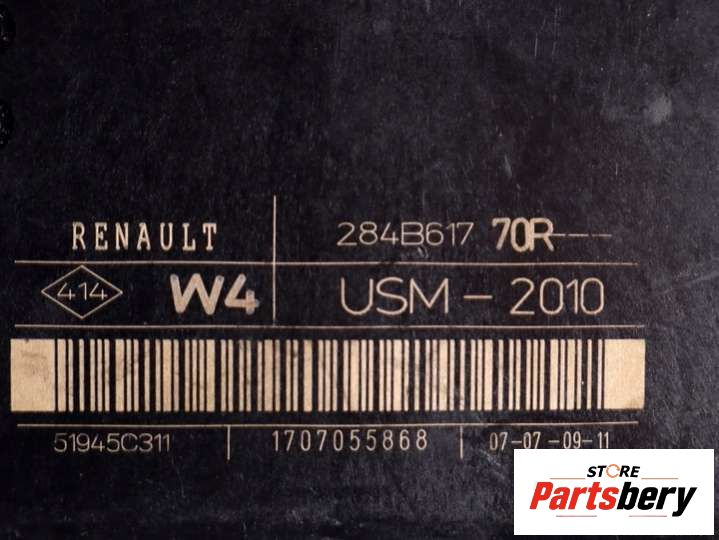 RENAULT 284B617 70R---
414 W4 USM - 2010
51945C311 1707055868 07-07-09-11
STORE
Partsbery